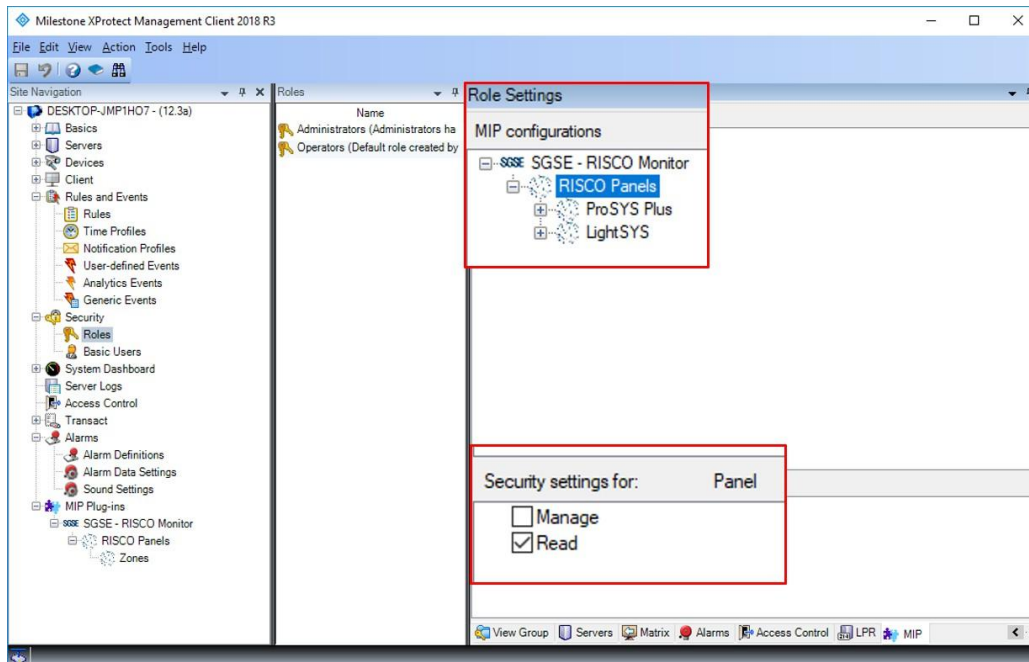 Milestone XProtect Management Client 2018 R3
File Edit View Action Tools Help
Site Navigation
DESKTOP-JMP1HO7 - (12.3a)
Basics
Servers
Devices
Client
Rules and Events
Rules
Time Profiles
Notification Profiles
User-defined Events
Analytics Events
Generic Events
Security
Roles
Basic Users
System Dashboard
Server Logs
Access Control
Transact
Alarms
Alarm Definitions
Alarm Data Settings
Sound Settings
MIP Plug-ins
SGSE SGSE - RISCO Monitor
RISCO Panels
Zones
Roles
Name
Administrators (Administrators ha
Operators (Default role created by
Role Settings
MIP configurations
SGSE SGSE - RISCO Monitor
RISCO Panels
ProSYS Plus
LightSYS
Security settings for: Panel
Manage
Read
View Group Servers Matrix Alarms Access Control LPR MIP